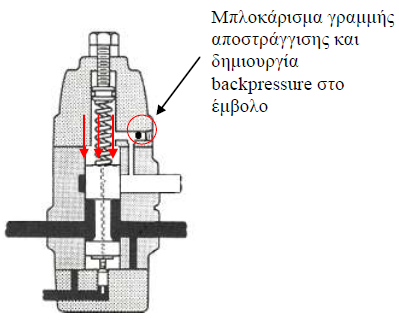 Μπλοκάρισμα γραμμής
αποστράγγισης και
δημιουργία
backpressure στο
έμβολο